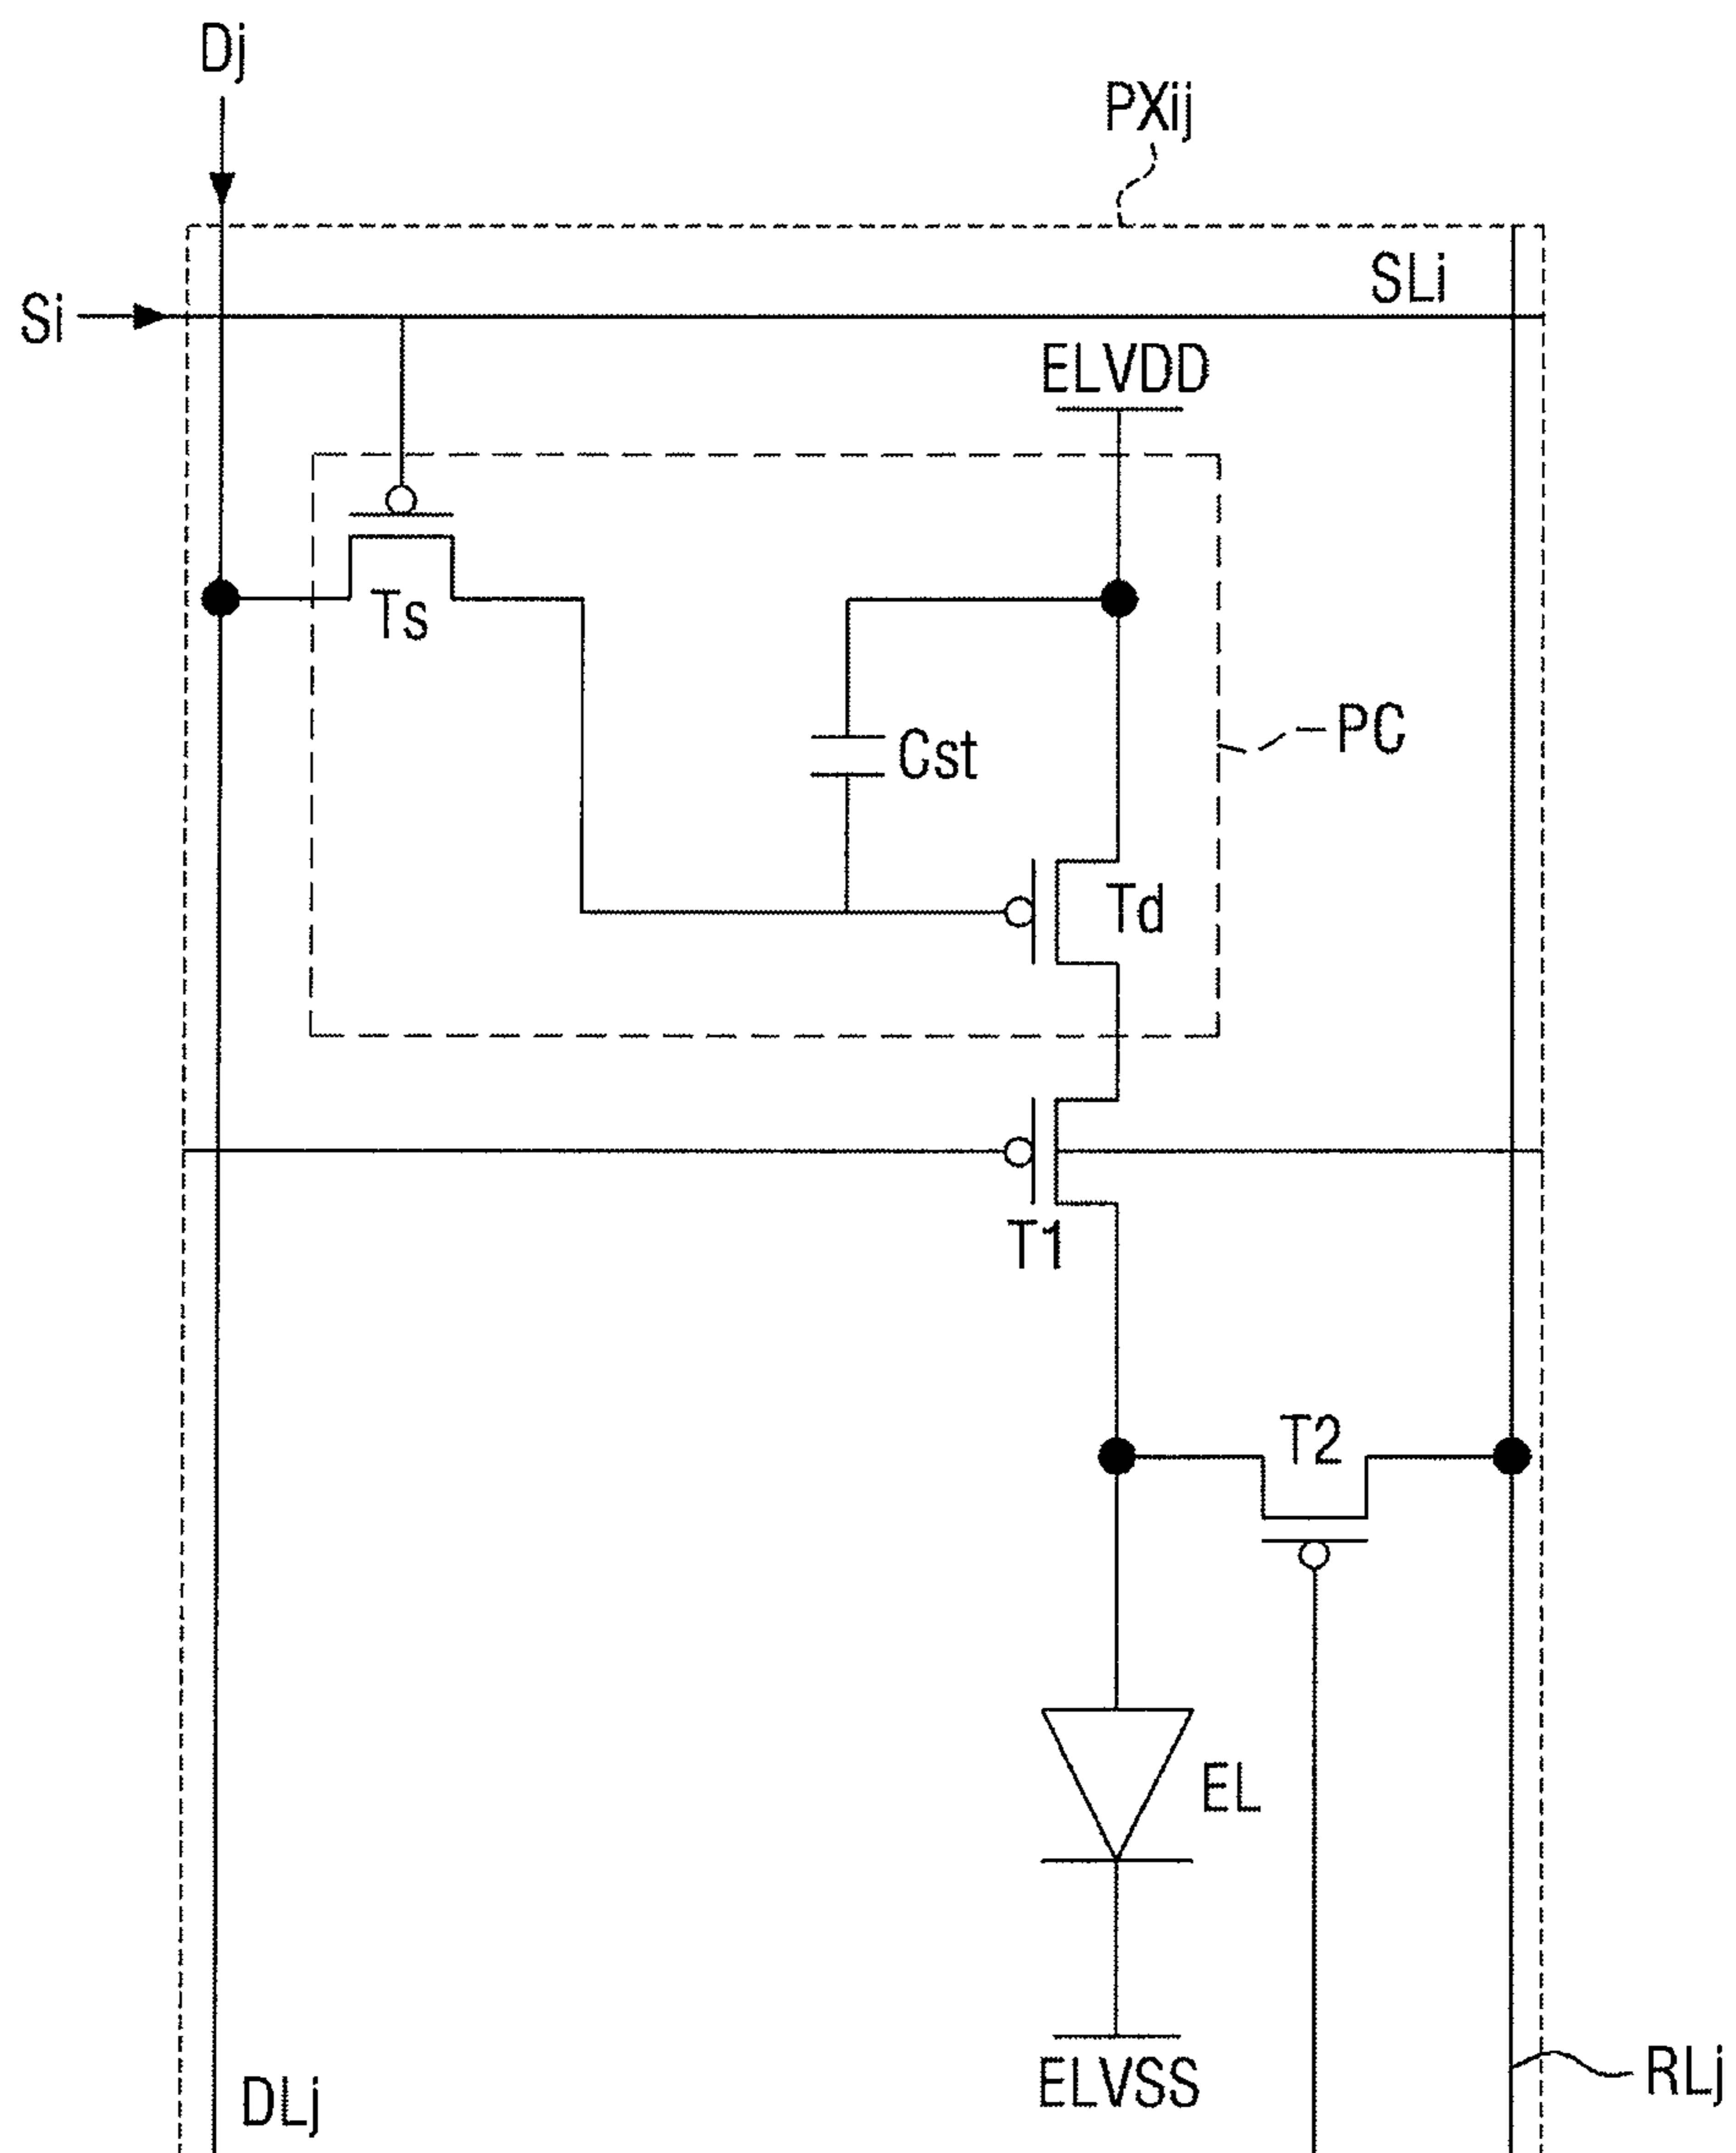 Dj
PXij
SLi
Si
ELVDD
Ts
PC
Cst
Td
T1
T2
EL
ELVSS
RLj
DLj